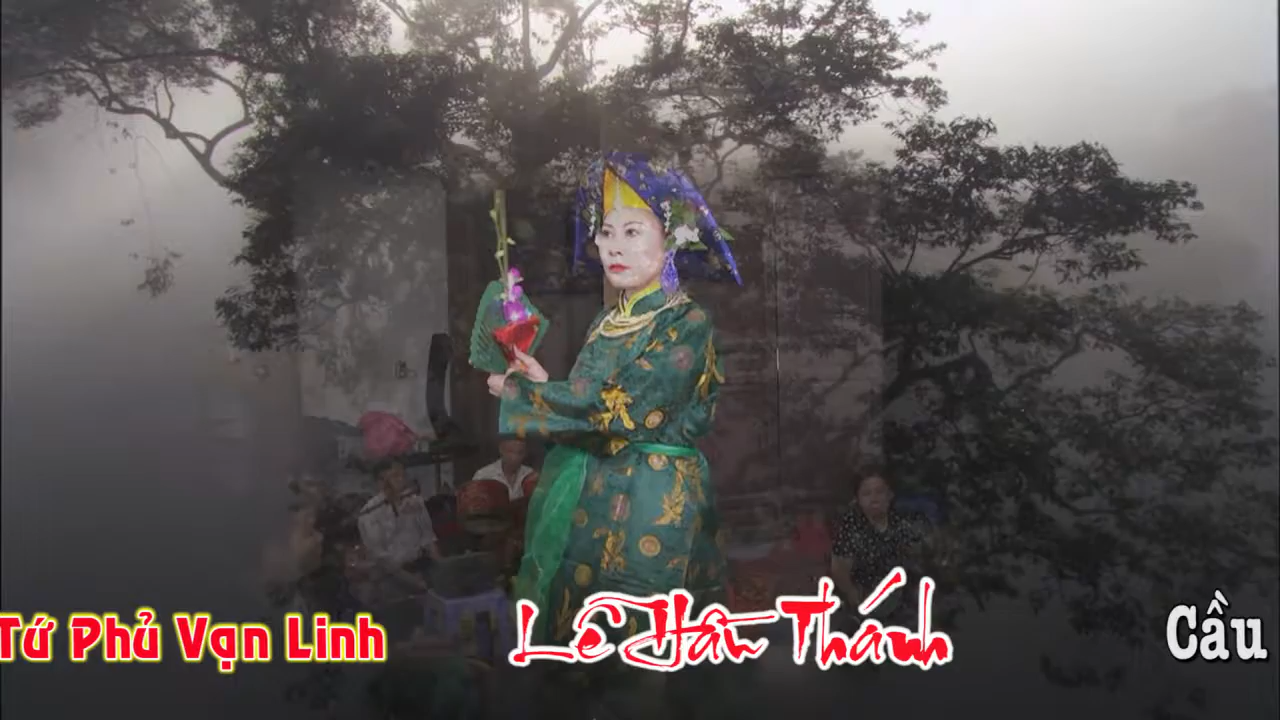 Tứ Phủ Vạn Linh
Lễ Hầu Thánh
Cầu